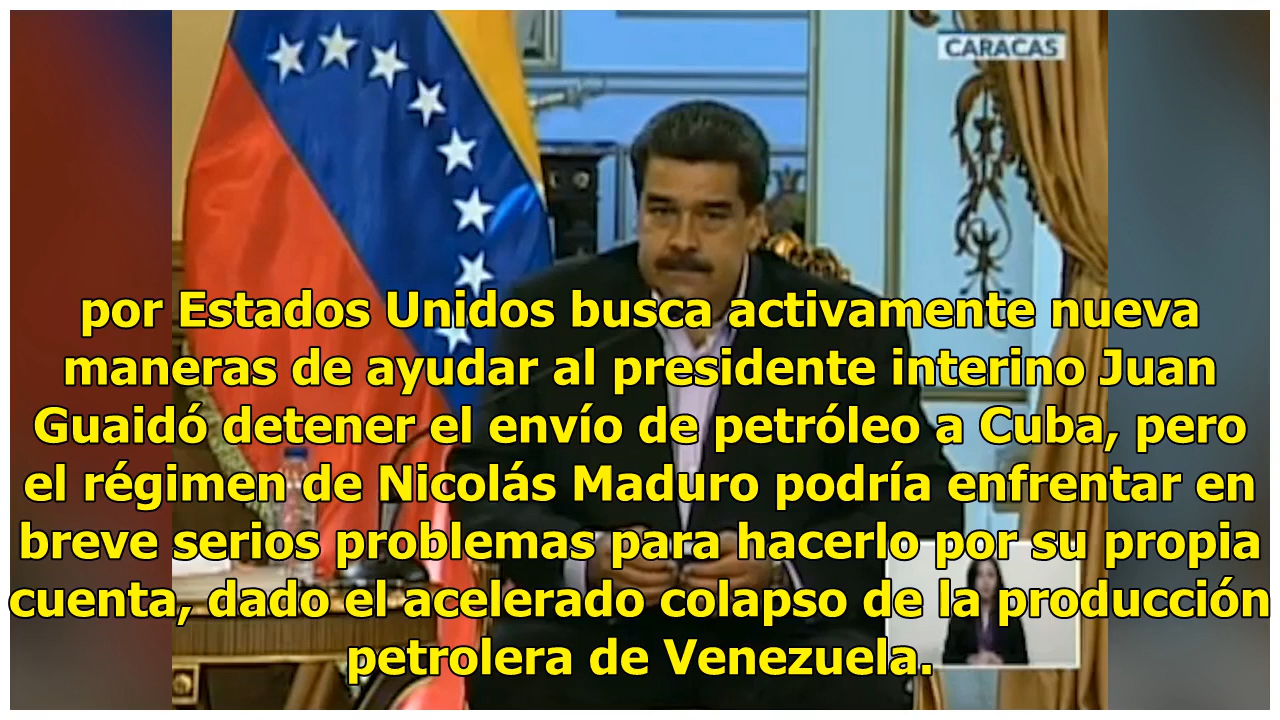 CARACAS
por Estados Unidos busca activamente nueva
maneras de ayudar al presidente interino Juan
Guaidó detener el envío de petróleo a Cuba, pero
el régimen de Nicolás Maduro podría enfrentar en
breve serios problemas para hacerlo por su propia
cuenta, dado el acelerado colapso de la producción
petrolera de Venezuela.